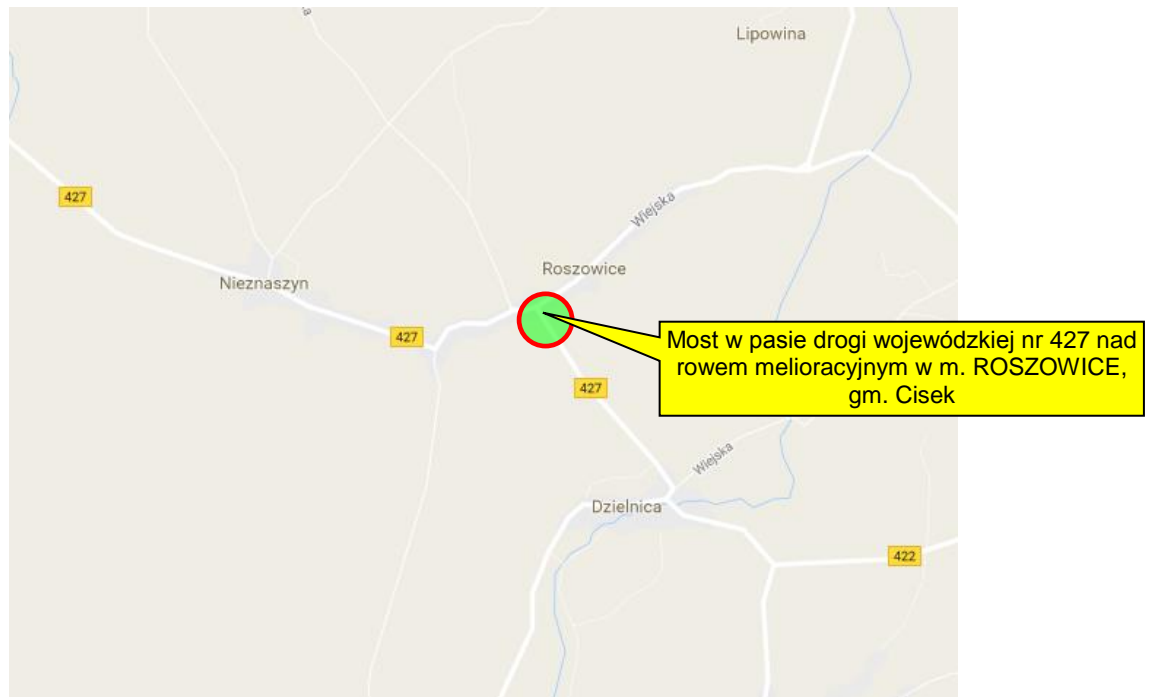 Lipowina
427
Wiejska
Roszowice
Nieznaszyn
427
Most w pasie drogi wojewódzkiej nr 427 nad
rowem melioracyjnym w m. ROSZOWICE,
gm. Cisek
427
Wiejska
Dzielnica
422